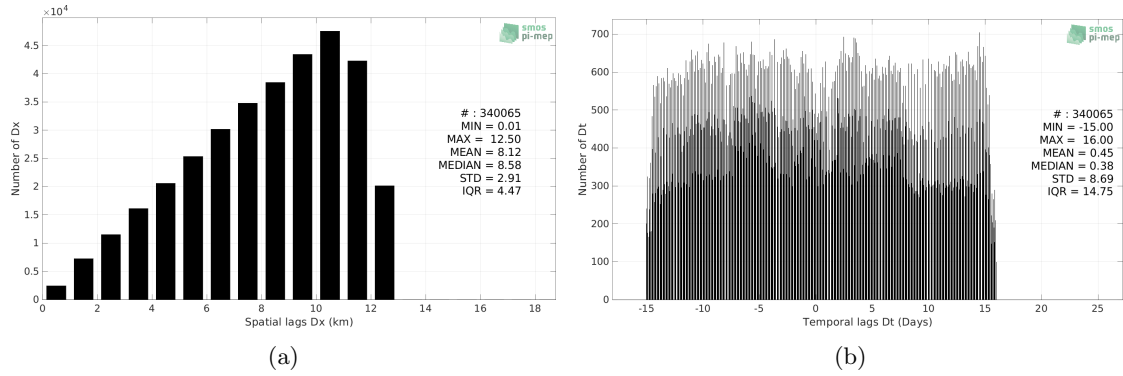 ×10⁴
4.5
4
3.5
3
2.5
2
1.5
1
0.5
0
Number of Dx
0 2 4 6 8 10 12 14 16 18
Spatial lags Dx (km)
smos
pi-mep
# : 340065
MIN = 0.01
MAX = 12.50
MEAN = 8.12
MEDIAN = 8.58
STD = 2.91
IQR = 4.47
(a)
700
600
500
400
300
200
100
0
Number of Dt
-15 -10 -5 0 5 10 15 20 25
Temporal lags Dt (Days)
smos
pi-mep
# : 340065
MIN = -15.00
MAX = 16.00
MEAN = 0.45
MEDIAN = 0.38
STD = 8.69
IQR = 14.75
(b)